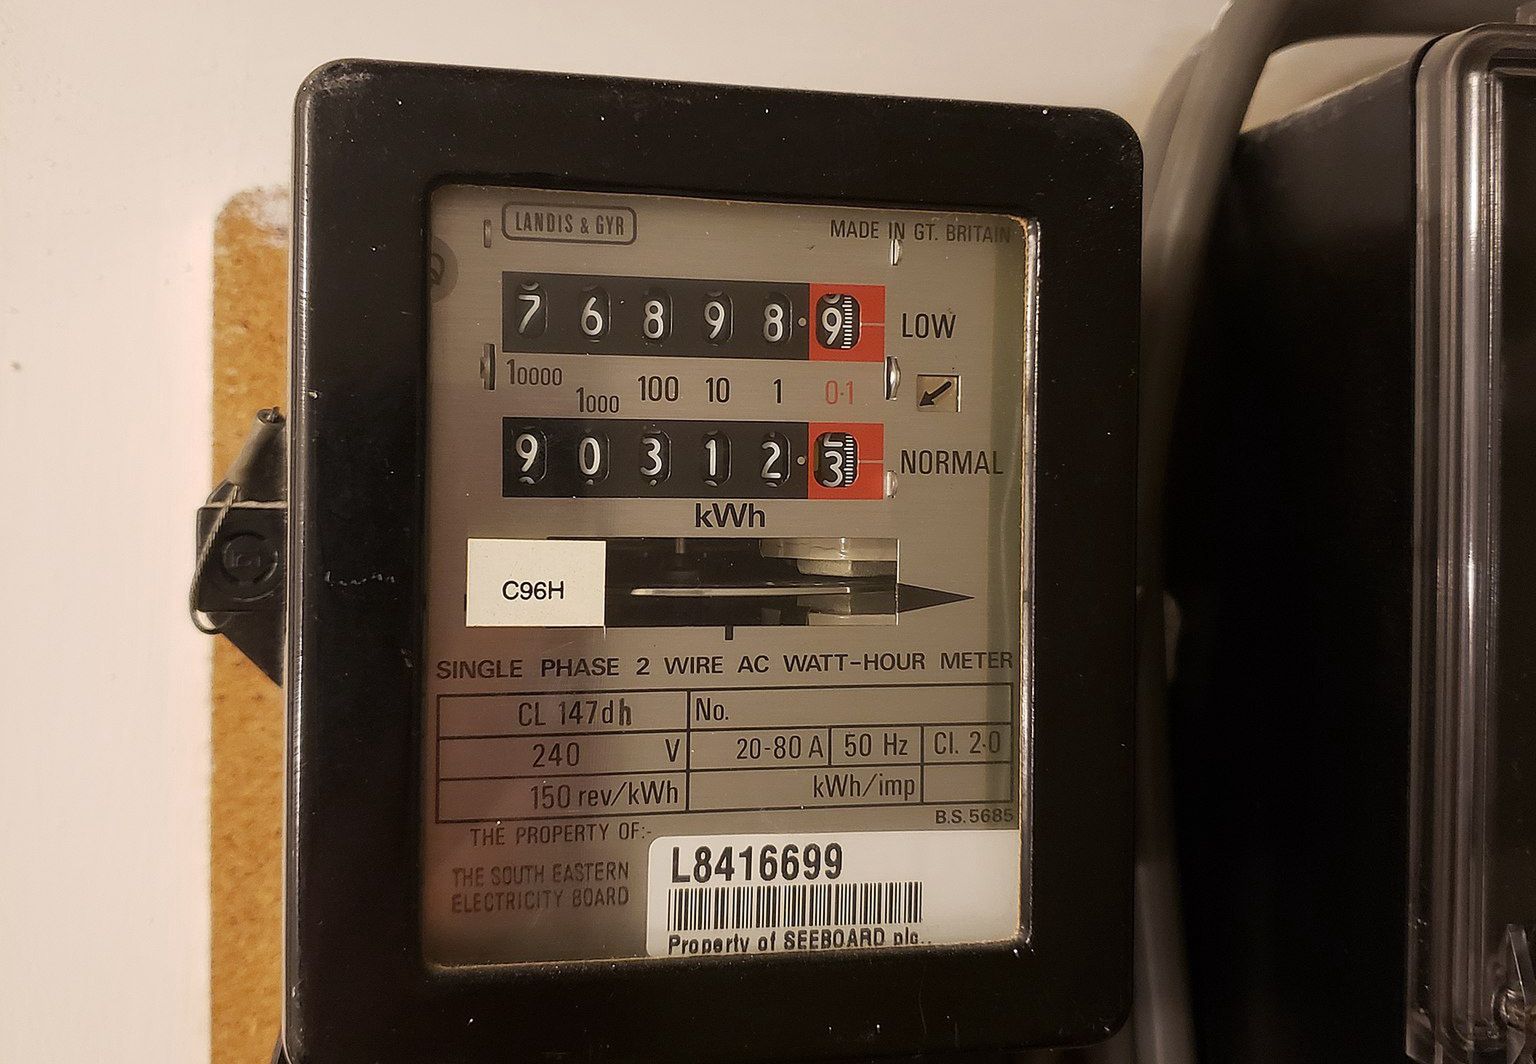 LANDIS & GYR
MADE IN GT. BRITAIN
7 6 8 9 8 · 9 LOW
10000 1000 100 10 1 0·1
9 0 3 1 2 · 3 NORMAL
kWh
C96H
SINGLE PHASE 2 WIRE AC WATT-HOUR METER
CL 147dh No.
240 V 20-80 A 50 Hz Cl. 2·0
150 rev/kWh kWh/imp
B.S. 5685
THE PROPERTY OF:-
THE SOUTH EASTERN
ELECTRICITY BOARD
L8416699
Property of SEEBOARD plc.